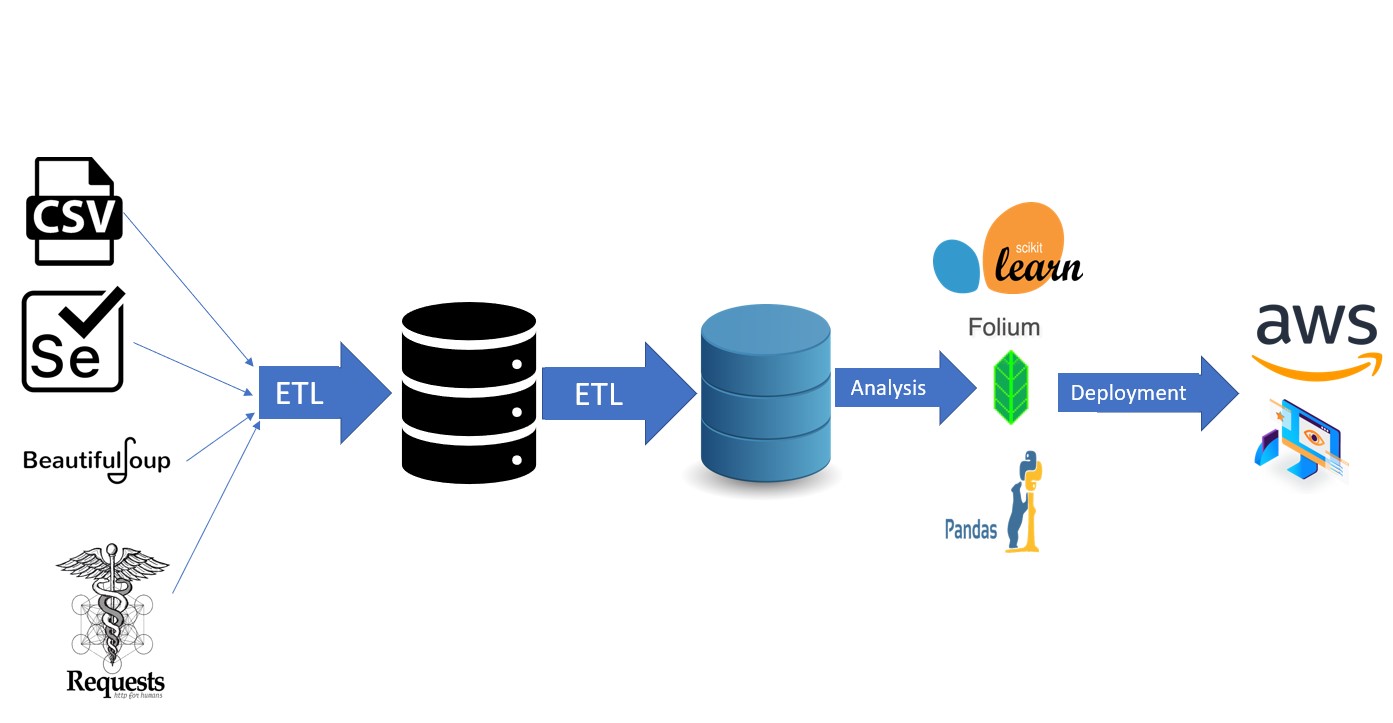 CSV
Se
BeautifulSoup
Requests
http for humans
ETL
ETL
Analysis
scikit
learn
Folium
Pandas
Deployment
aws